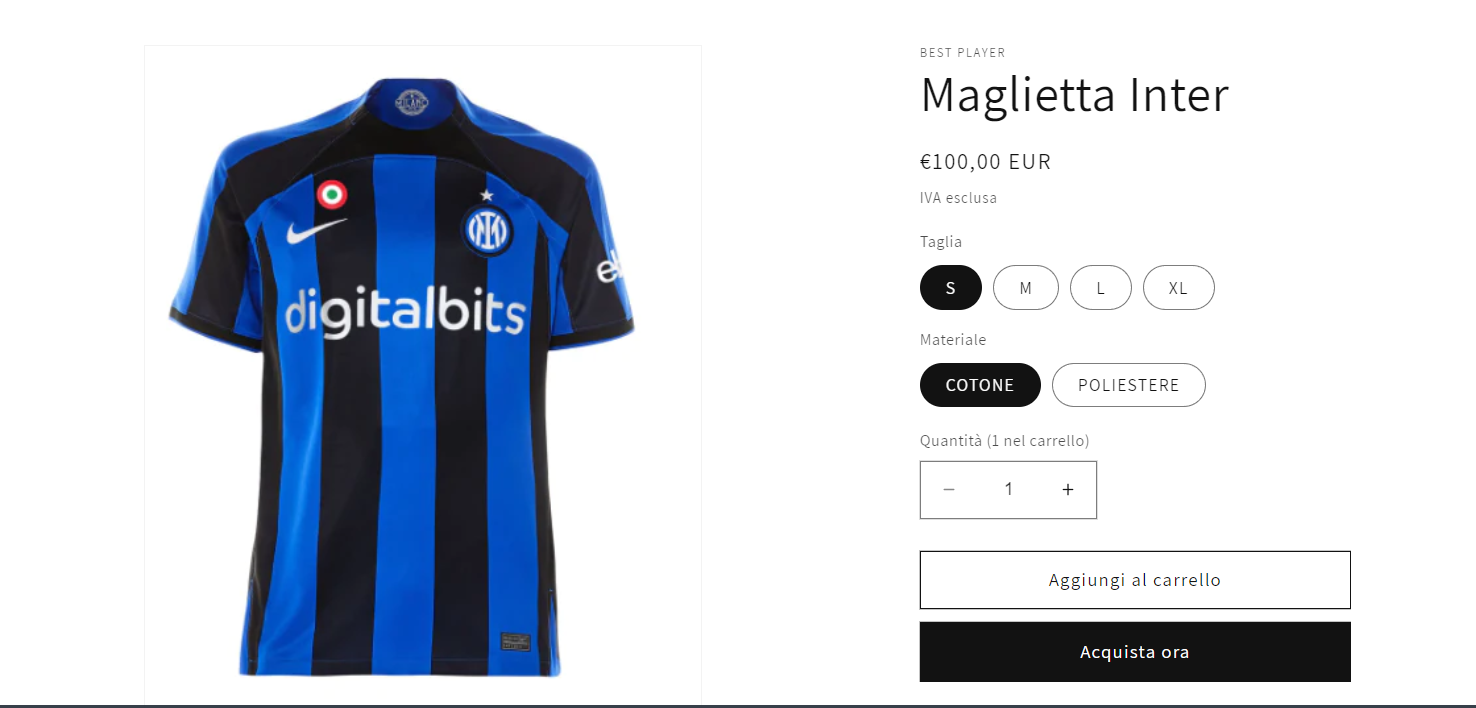 BEST PLAYER
Maglietta Inter
€100,00 EUR
IVA esclusa
Taglia
S M L XL
Materiale
COTONE POLIESTERE
Quantità (1 nel carrello)
− 1 +
Aggiungi al carrello
Acquista ora
MILANO
digitalbits